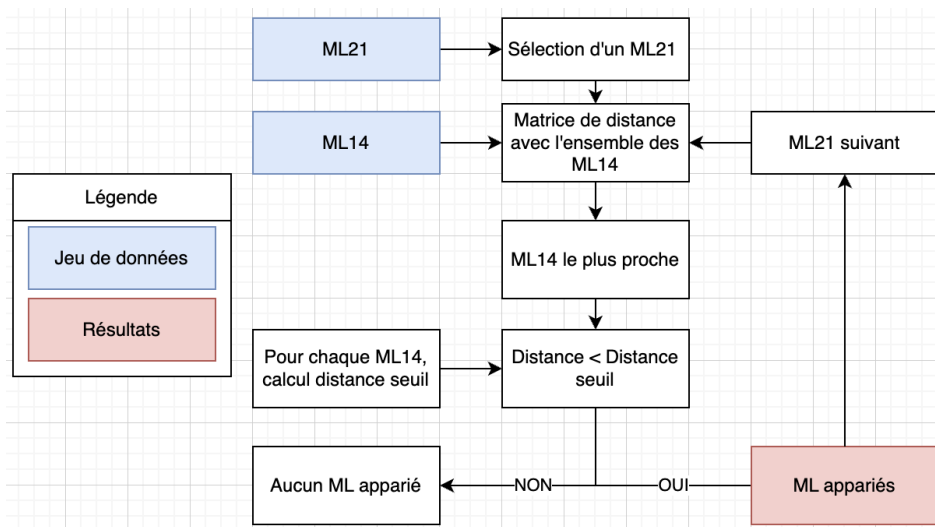 ML21
Sélection d'un ML21
ML14
Matrice de distance
avec l'ensemble des
ML14
ML21 suivant
Légende
Jeu de données
Résultats
ML14 le plus proche
Pour chaque ML14,
calcul distance seuil
Distance < Distance
seuil
Aucun ML apparié
NON
OUI
ML appariés